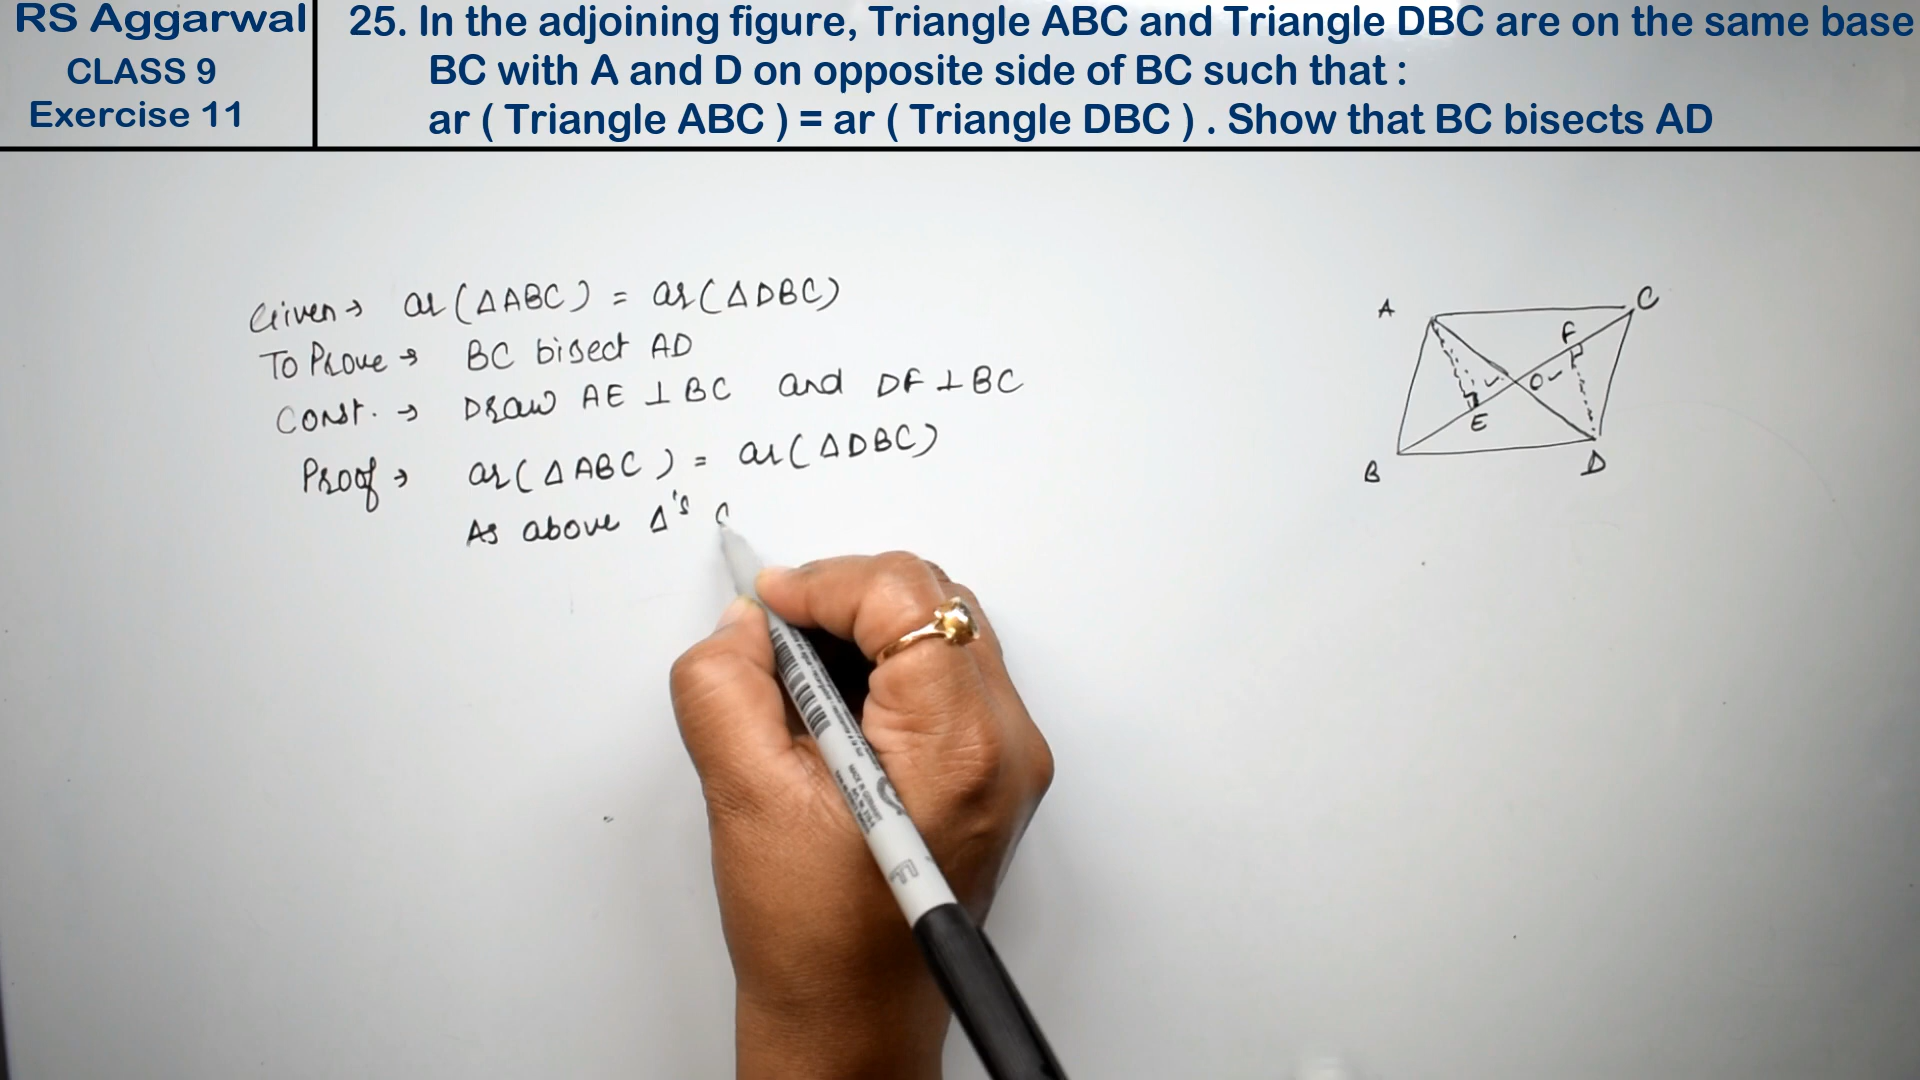 RS Aggarwal
CLASS 9
Exercise 11
25. In the adjoining figure, Triangle ABC and Triangle DBC are on the same base
BC with A and D on opposite side of BC such that :
ar ( Triangle ABC ) = ar ( Triangle DBC ) . Show that BC bisects AD
Given → ar (△ABC) = ar (△DBC)
To Prove → BC bisect AD
Const. → Draw AE ⊥ BC and DF ⊥ BC
Proof → ar (△ABC) = ar (△DBC)
As above △'s
A
C
F
O
E
B
D
MADE IN GERMANY
F